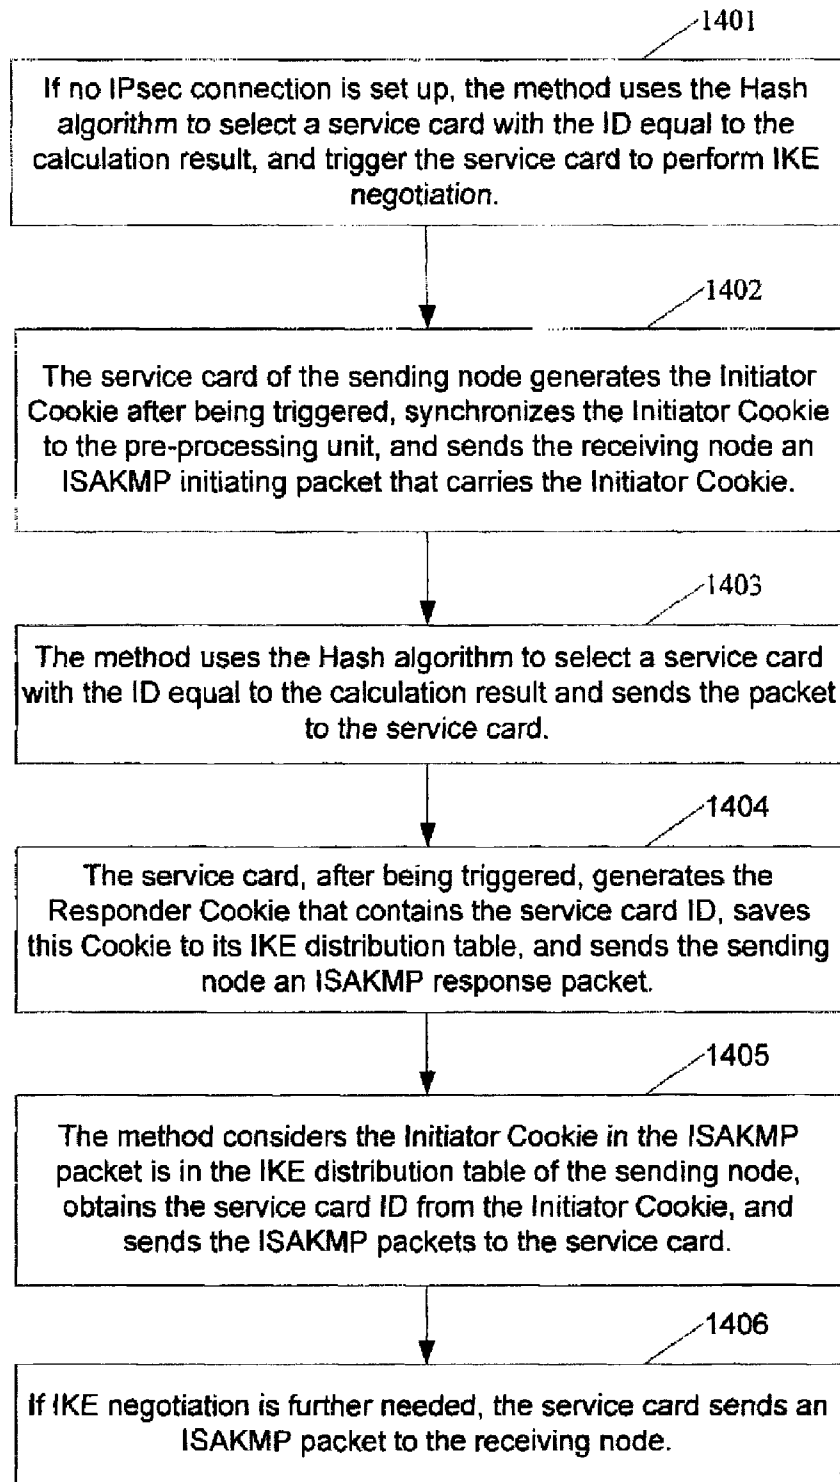 1401
If no IPsec connection is set up, the method uses the Hash
algorithm to select a service card with the ID equal to the
calculation result, and trigger the service card to perform IKE
negotiation.
1402
The service card of the sending node generates the Initiator
Cookie after being triggered, synchronizes the Initiator Cookie
to the pre-processing unit, and sends the receiving node an
ISAKMP initiating packet that carries the Initiator Cookie.
1403
The method uses the Hash algorithm to select a service card
with the ID equal to the calculation result and sends the packet
to the service card.
1404
The service card, after being triggered, generates the
Responder Cookie that contains the service card ID, saves
this Cookie to its IKE distribution table, and sends the sending
node an ISAKMP response packet.
1405
The method considers the Initiator Cookie in the ISAKMP
packet is in the IKE distribution table of the sending node,
obtains the service card ID from the Initiator Cookie, and
sends the ISAKMP packets to the service card.
1406
If IKE negotiation is further needed, the service card sends an
ISAKMP packet to the receiving node.